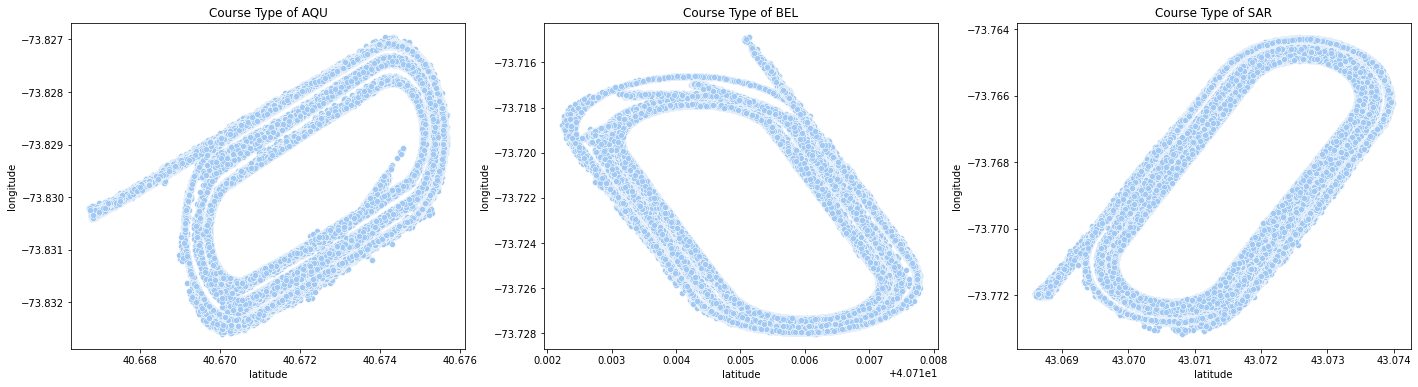 Course Type of AQU
−73.827
−73.828
−73.829
−73.830
−73.831
−73.832
longitude
40.668 40.670 40.672 40.674 40.676
latitude
Course Type of BEL
−73.716
−73.718
−73.720
−73.722
−73.724
−73.726
−73.728
longitude
0.002 0.003 0.004 0.005 0.006 0.007 0.008
latitude
+4.071e1
Course Type of SAR
−73.764
−73.766
−73.768
−73.770
−73.772
longitude
43.069 43.070 43.071 43.072 43.073 43.074
latitude